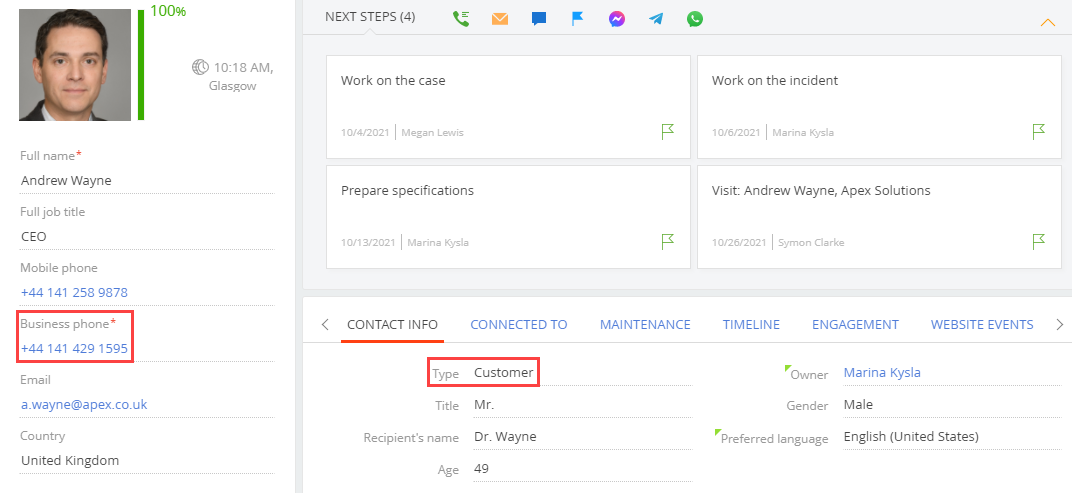 100%
10:18 AM,
Glasgow
Full name*
Andrew Wayne
Full job title
CEO
Mobile phone
+44 141 258 9878
Business phone*
+44 141 429 1595
Email
a.wayne@apex.co.uk
Country
United Kingdom
NEXT STEPS (4)
Work on the case
10/4/2021 | Megan Lewis
Work on the incident
10/6/2021 | Marina Kysla
Prepare specifications
10/13/2021 | Marina Kysla
Visit: Andrew Wayne, Apex Solutions
10/26/2021 | Symon Clarke
CONTACT INFO CONNECTED TO MAINTENANCE TIMELINE ENGAGEMENT WEBSITE EVENTS
Type Customer
Title Mr.
Recipient's name Dr. Wayne
Age 49
Owner Marina Kysla
Gender Male
Preferred language English (United States)